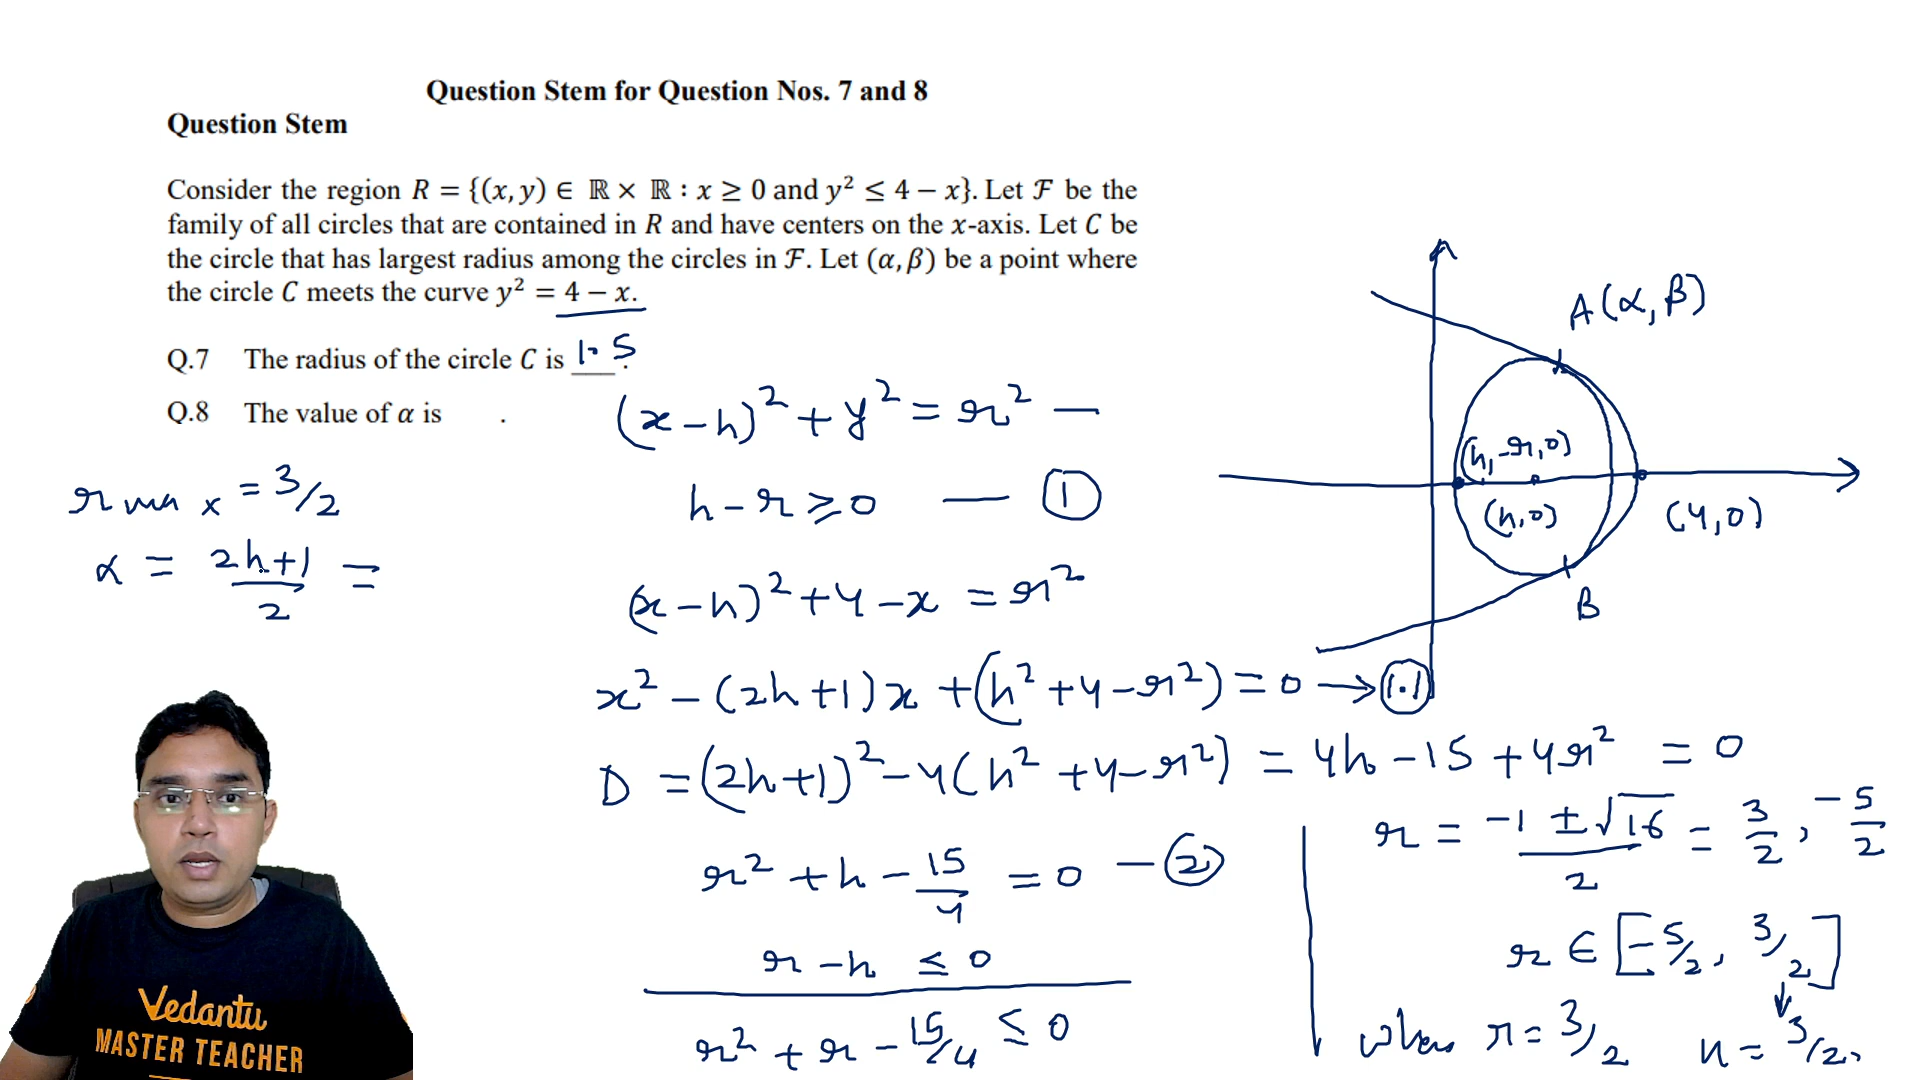 Question Stem for Question Nos. 7 and 8
Question Stem
Consider the region R = {(x, y) ∈ ℝ × ℝ : x ≥ 0 and y² ≤ 4 − x}. Let ℱ be the
family of all circles that are contained in R and have centers on the x-axis. Let C be
the circle that has largest radius among the circles in ℱ. Let (α, β) be a point where
the circle C meets the curve y² = 4 − x.
Q.7 The radius of the circle C is 1.5.
Q.8 The value of α is .
r max = 3/2
α = (2h+1)/2 =
(x−h)² + y² = r² —
h − r ≥ 0 — ①
(x−h)² + 4 − x = r²
x² − (2h+1)x + (h² + 4 − r²) = 0 → (1.1)
D = (2h+1)² − 4(h² + 4 − r²) = 4h − 15 + 4r² = 0
r² + h − 15/4 = 0 — ②
r − h ≤ 0
r² + r − 15/4 ≤ 0
r = (−1 ± √16)/2 = 3/2, −5/2
r ∈ [−5/2, 3/2]
↓
when r = 3/2 h = 3/2,
A(α, β)
(h,−r,0)
(h,0)
(4,0)
B
Vedantu
MASTER TEACHER